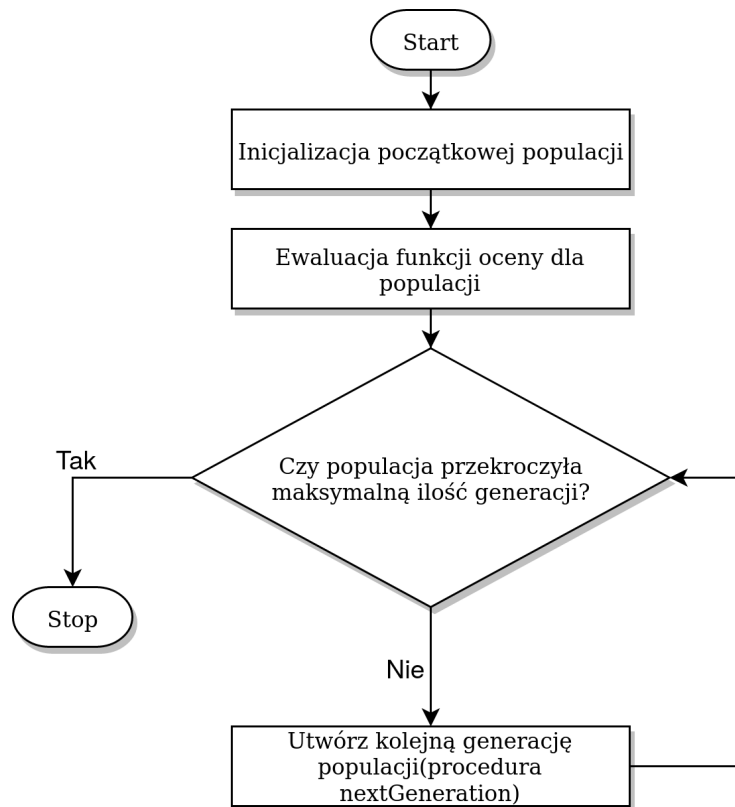 Start
Inicjalizacja początkowej populacji
Ewaluacja funkcji oceny dla
populacji
Czy populacja przekroczyła
maksymalną ilość generacji?
Tak
Stop
Nie
Utwórz kolejną generację
populacji(procedura
nextGeneration)